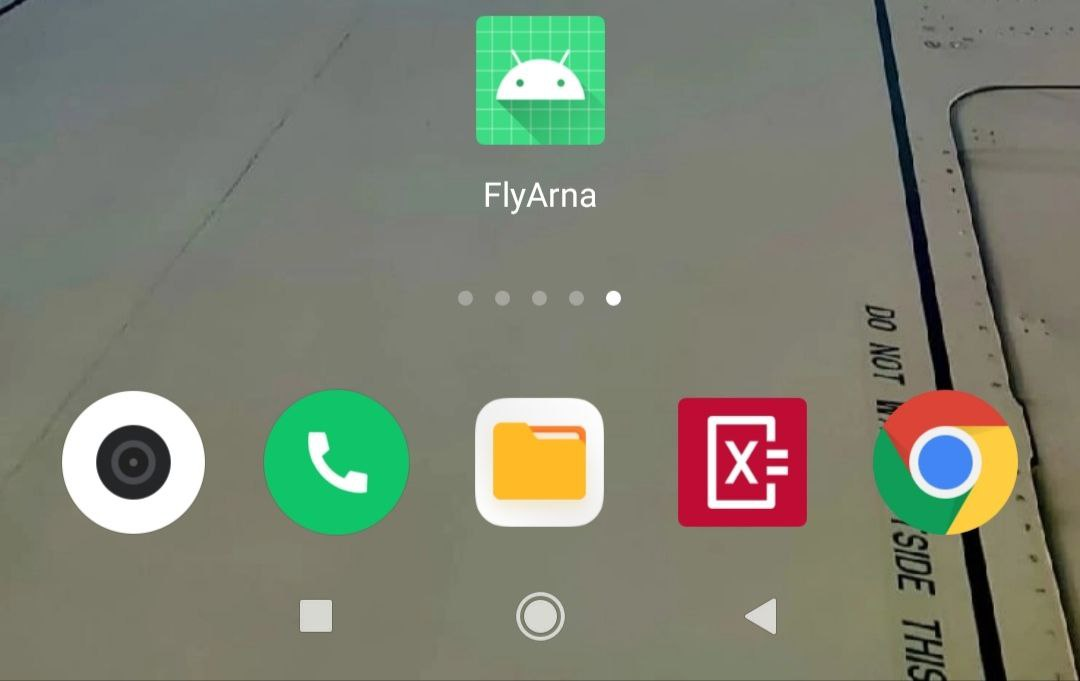 FlyArna
DO NOT
SIDE THIS
X